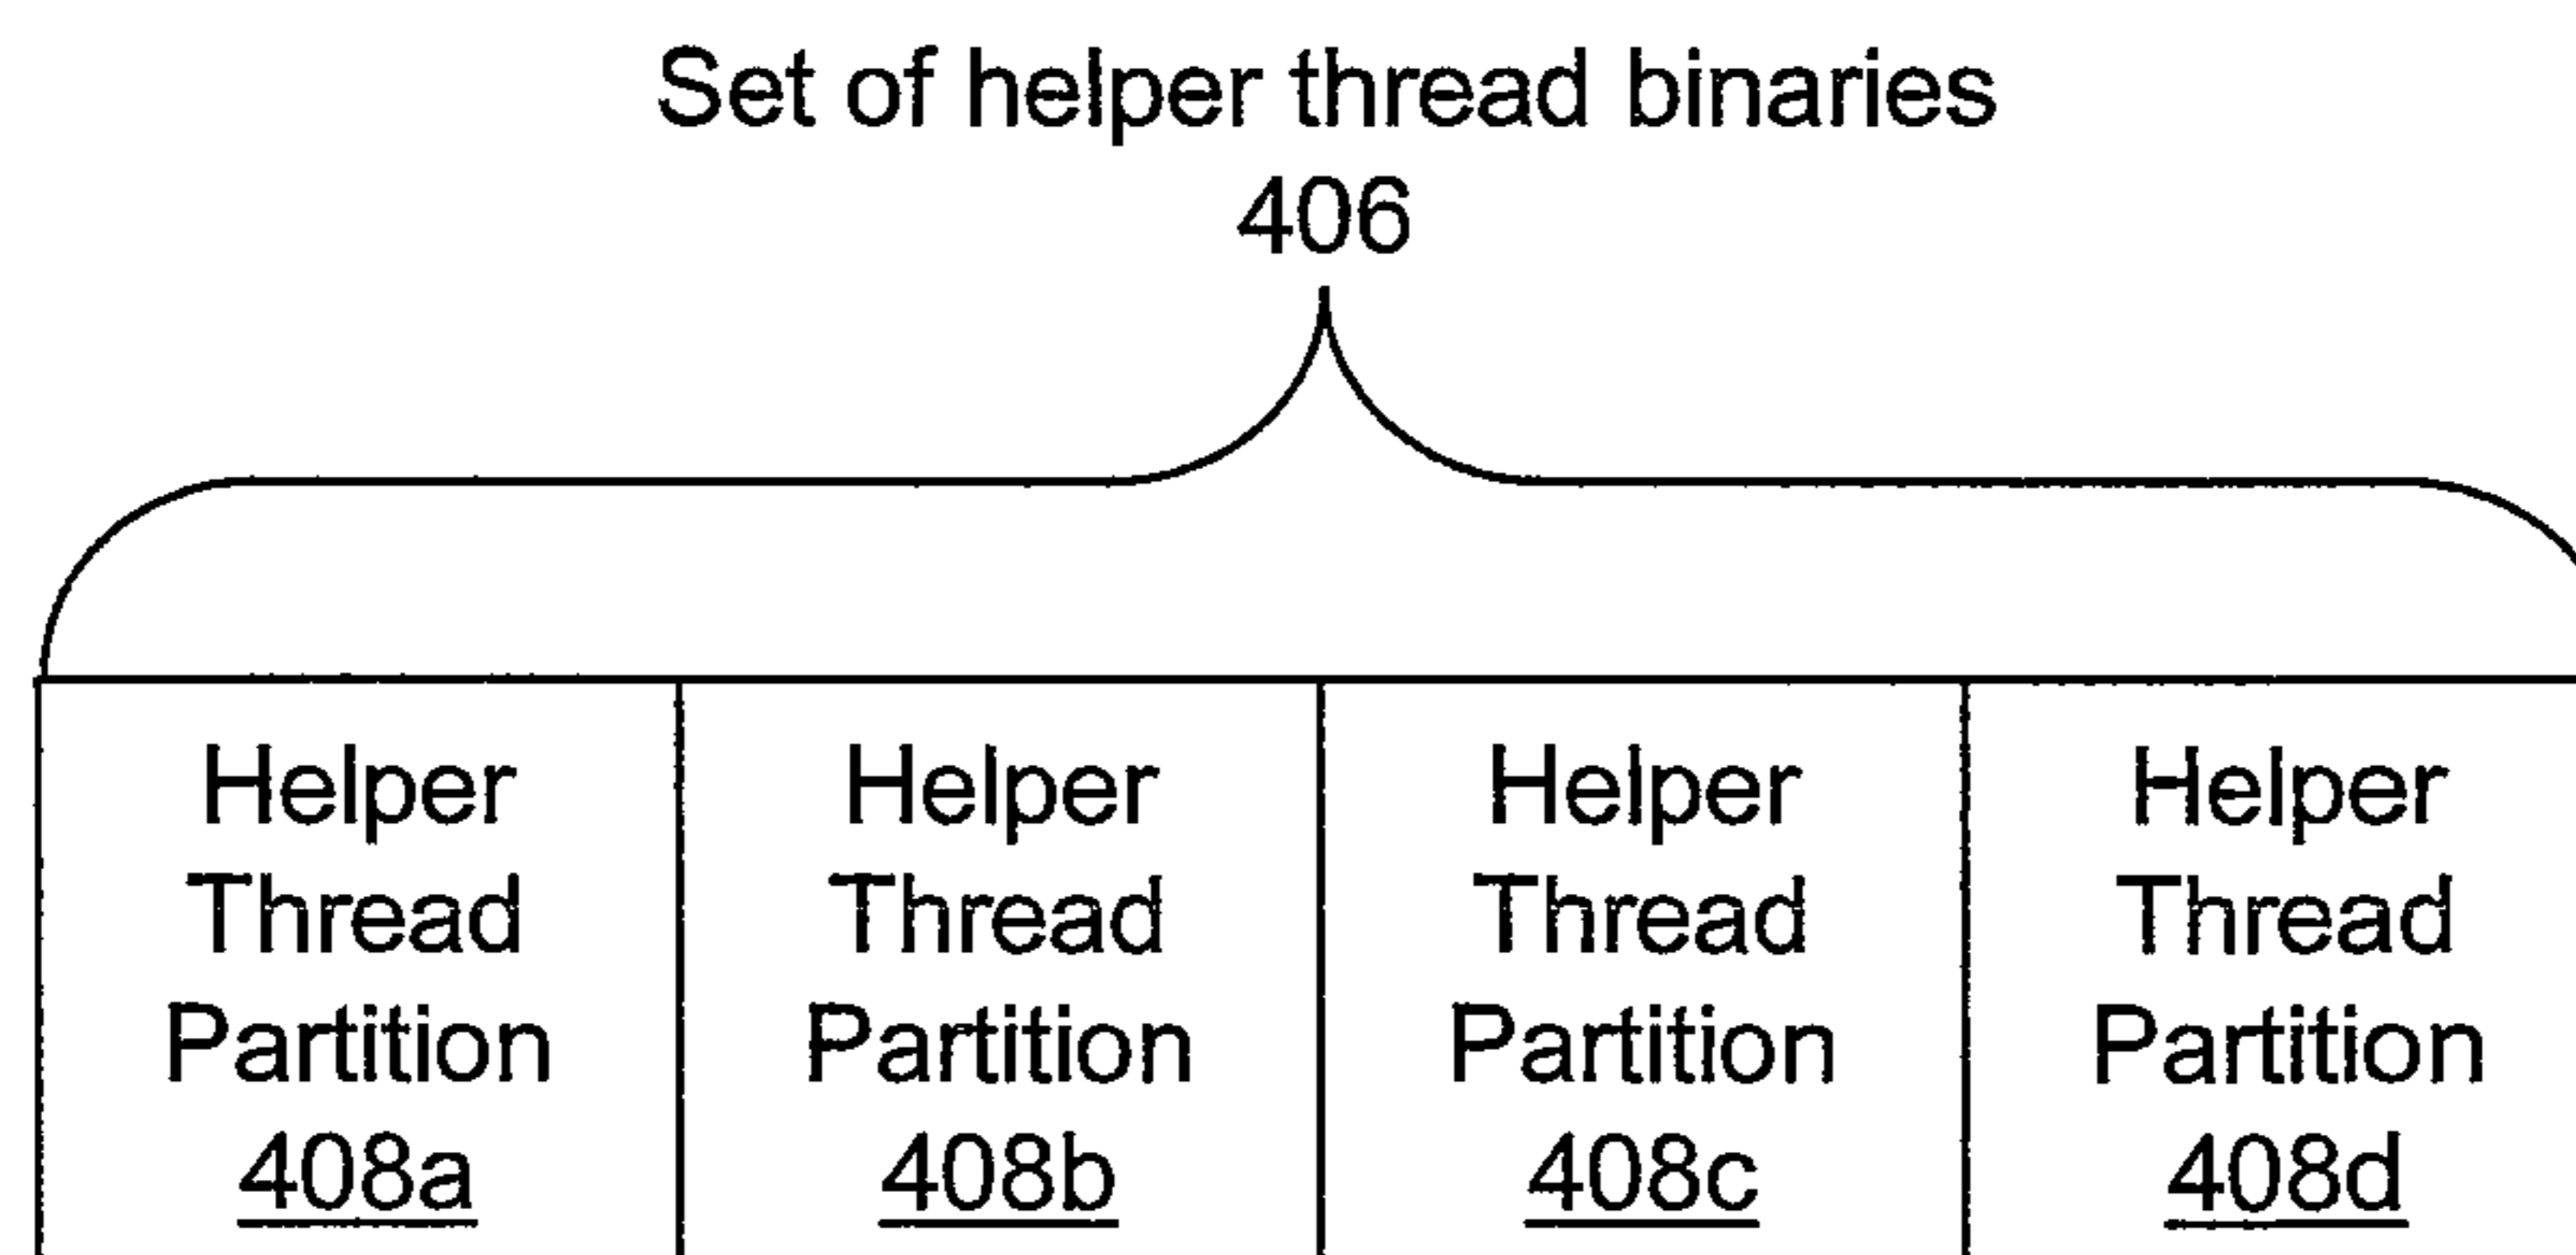 Set of helper thread binaries
406
Helper
Thread
Partition
408a
Helper
Thread
Partition
408b
Helper
Thread
Partition
408c
Helper
Thread
Partition
408d